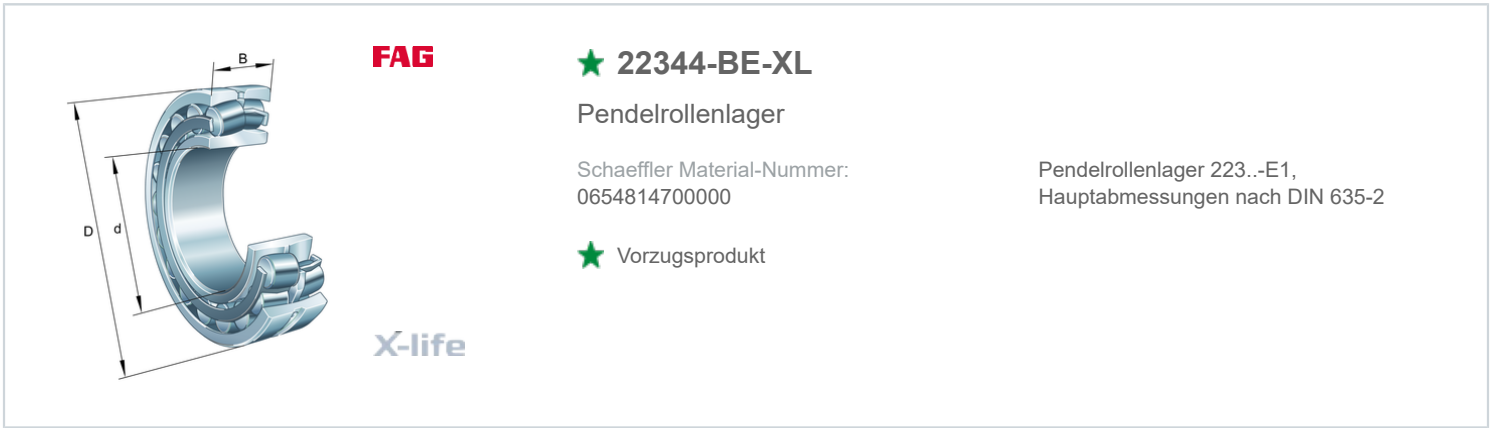 B
FAG
D
d
X-life
22344-BE-XL
Pendelrollenlager
Schaeffler Material-Nummer:
0654814700000
Vorzugsprodukt
Pendelrollenlager 223..-E1,
Hauptabmessungen nach DIN 635-2